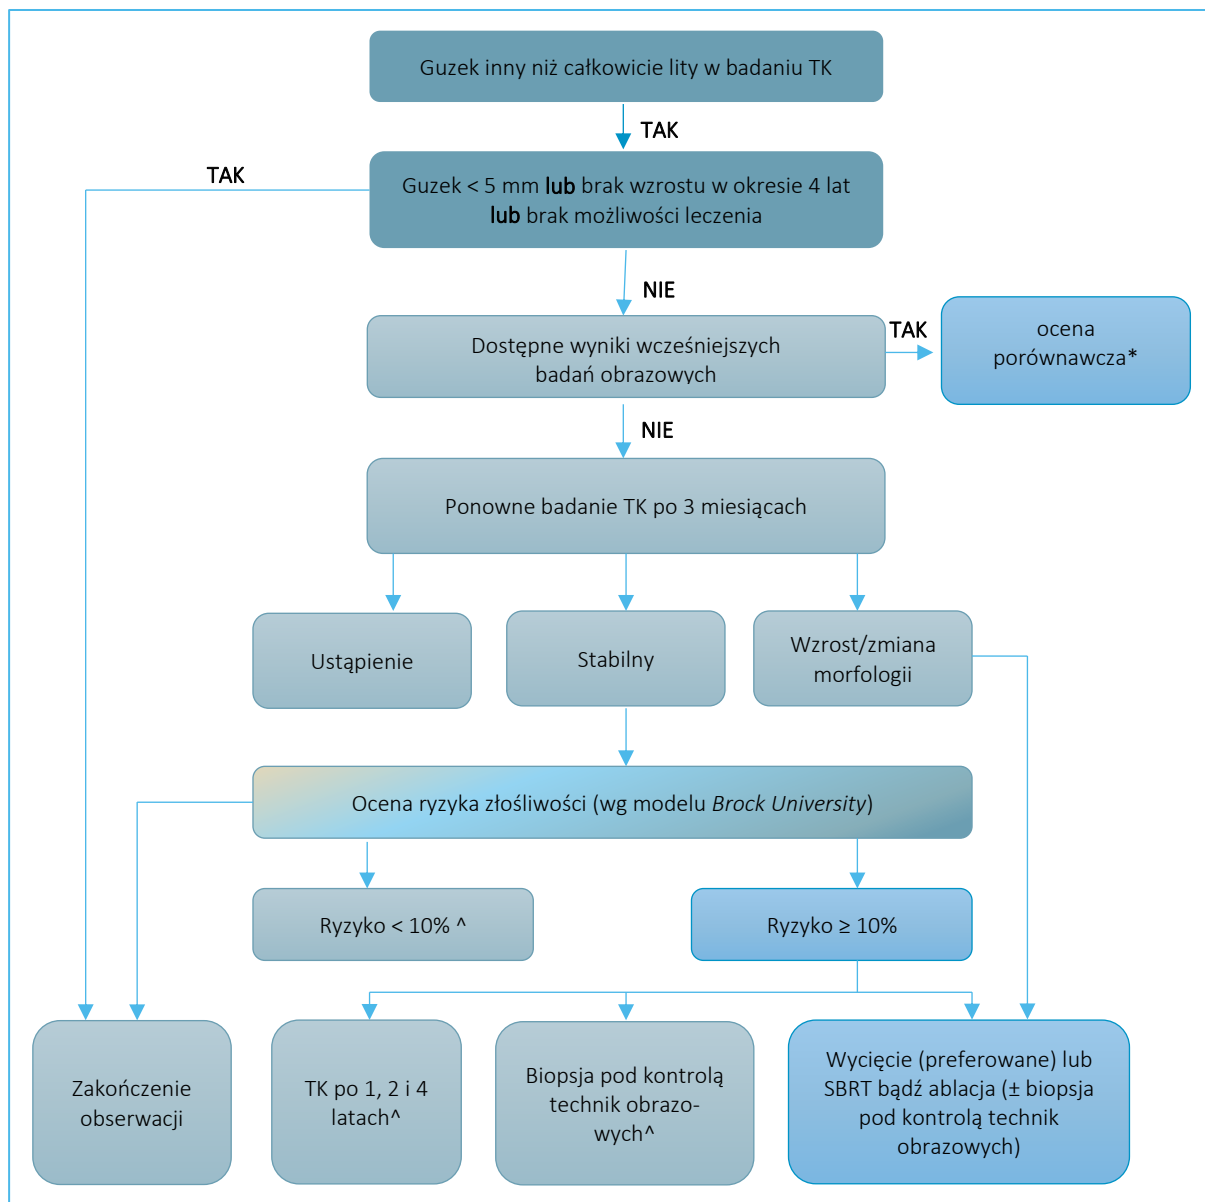 Guzek inny niż całkowicie lity w badaniu TK
TAK
TAK
Guzek < 5 mm lub brak wzrostu w okresie 4 lat
lub brak możliwości leczenia
NIE
Dostępne wyniki wcześniejszych
badań obrazowych
TAK
ocena
porównawcza*
NIE
Ponowne badanie TK po 3 miesiącach
Ustąpienie
Stabilny
Wzrost/zmiana
morfologii
Ocena ryzyka złośliwości (wg modelu Brock University)
Ryzyko < 10% ^
Ryzyko ≥ 10%
Zakończenie
obserwacji
TK po 1, 2 i 4
latach^
Biopsja pod kontrolą
technik obrazo-
wych^
Wycięcie (preferowane) lub
SBRT bądź ablacja (± biopsja
pod kontrolą technik
obrazowych)